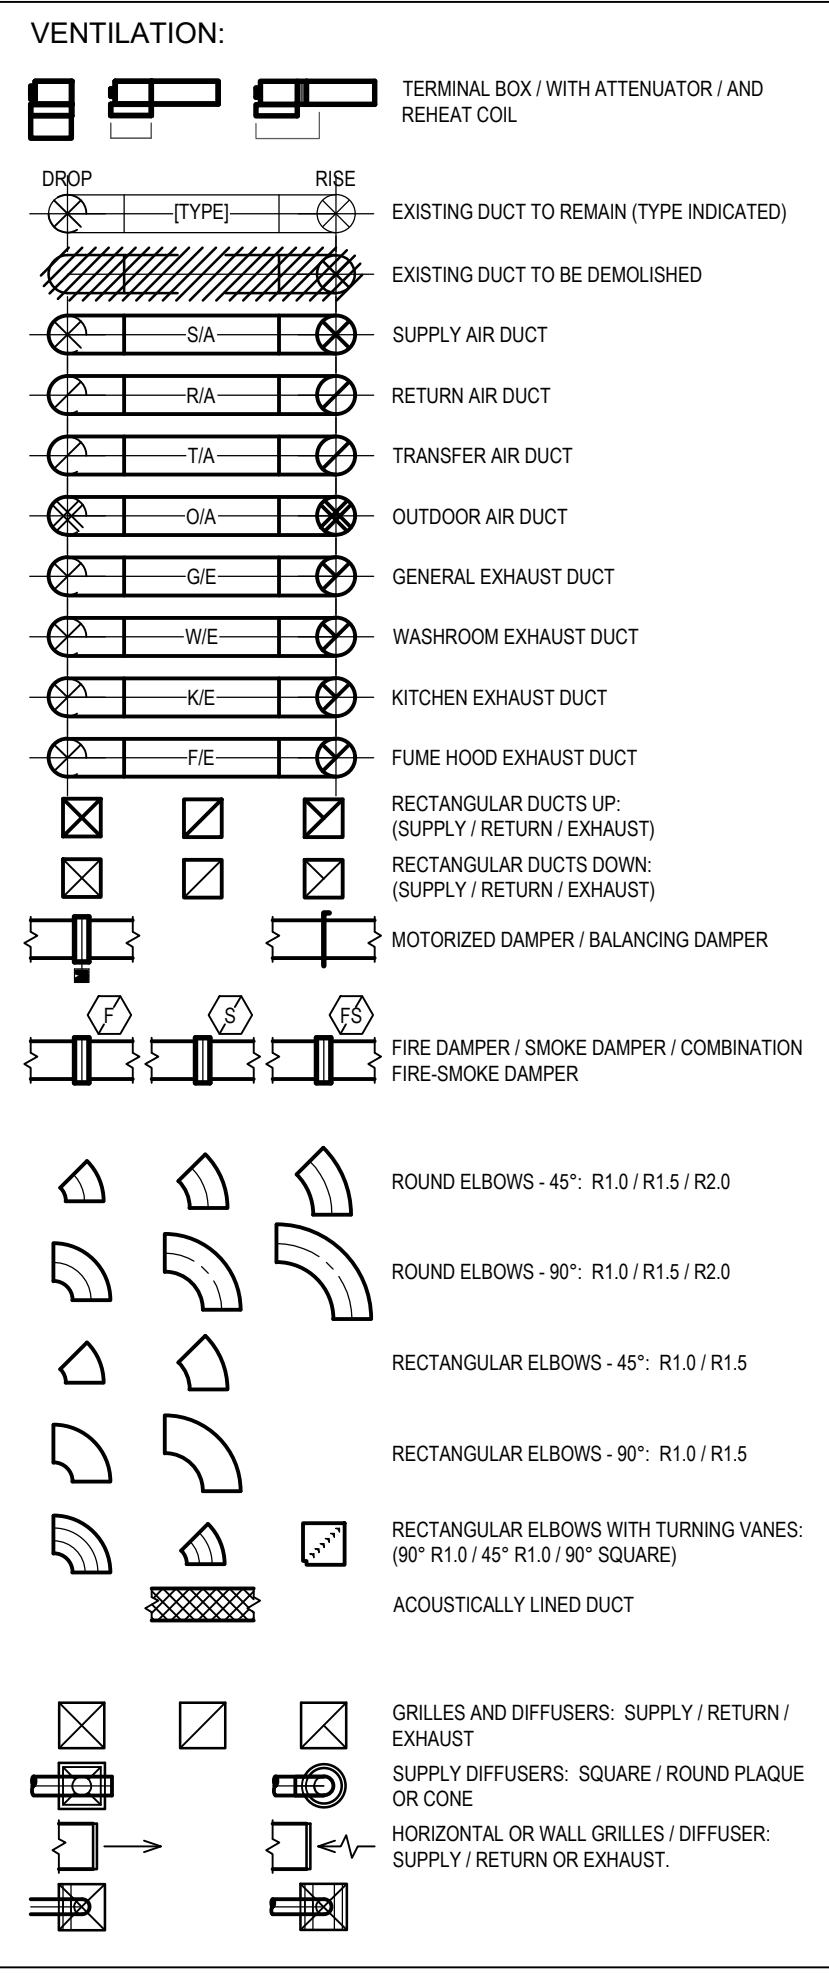 VENTILATION:
TERMINAL BOX / WITH ATTENUATOR / AND
REHEAT COIL
DROP
RISE
[TYPE]
EXISTING DUCT TO REMAIN (TYPE INDICATED)
EXISTING DUCT TO BE DEMOLISHED
S/A
SUPPLY AIR DUCT
R/A
RETURN AIR DUCT
T/A
TRANSFER AIR DUCT
O/A
OUTDOOR AIR DUCT
G/E
GENERAL EXHAUST DUCT
W/E
WASHROOM EXHAUST DUCT
K/E
KITCHEN EXHAUST DUCT
F/E
FUME HOOD EXHAUST DUCT
RECTANGULAR DUCTS UP:
(SUPPLY / RETURN / EXHAUST)
RECTANGULAR DUCTS DOWN:
(SUPPLY / RETURN / EXHAUST)
MOTORIZED DAMPER / BALANCING DAMPER
F
S
FS
FIRE DAMPER / SMOKE DAMPER / COMBINATION
FIRE-SMOKE DAMPER
ROUND ELBOWS - 45°: R1.0 / R1.5 / R2.0
ROUND ELBOWS - 90°: R1.0 / R1.5 / R2.0
RECTANGULAR ELBOWS - 45°: R1.0 / R1.5
RECTANGULAR ELBOWS - 90°: R1.0 / R1.5
RECTANGULAR ELBOWS WITH TURNING VANES:
(90° R1.0 / 45° R1.0 / 90° SQUARE)
ACOUSTICALLY LINED DUCT
GRILLES AND DIFFUSERS: SUPPLY / RETURN /
EXHAUST
SUPPLY DIFFUSERS: SQUARE / ROUND PLAQUE
OR CONE
HORIZONTAL OR WALL GRILLES / DIFFUSER:
SUPPLY / RETURN OR EXHAUST.